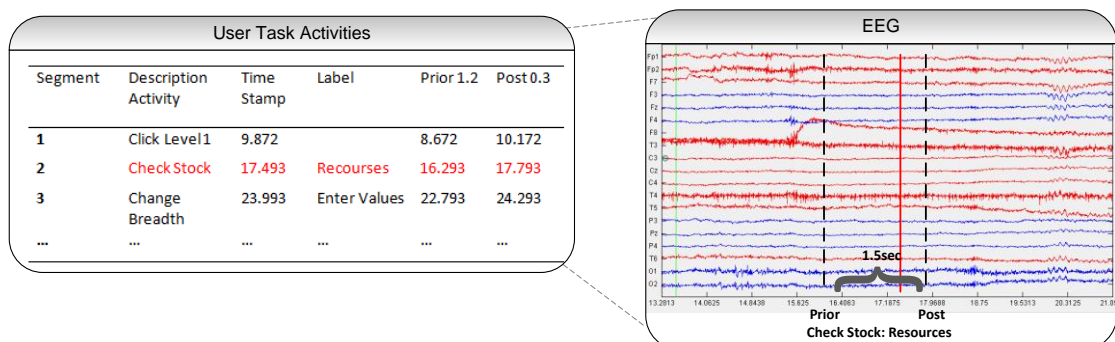 User Task Activities
Segment Description Activity Time Stamp Label Prior 1.2 Post 0.3
1 Click Level1 9.872 8.672 10.172
2 Check Stock 17.493 Recourses 16.293 17.793
3 Change Breadth 23.993 Enter Values 22.793 24.293
... ... ... ... ... ...
EEG
Fp1
Fp2
F7
F3
Fz
F4
F8
T3
C3
Cz
C4
T4
T5
P3
Pz
P4
T6
O1
O2
1.5sec
13.2813 14.0625 14.8438 15.625 16.4063 17.1875 17.9688 18.75 19.5313 20.3125
Prior Post
Check Stock: Resources